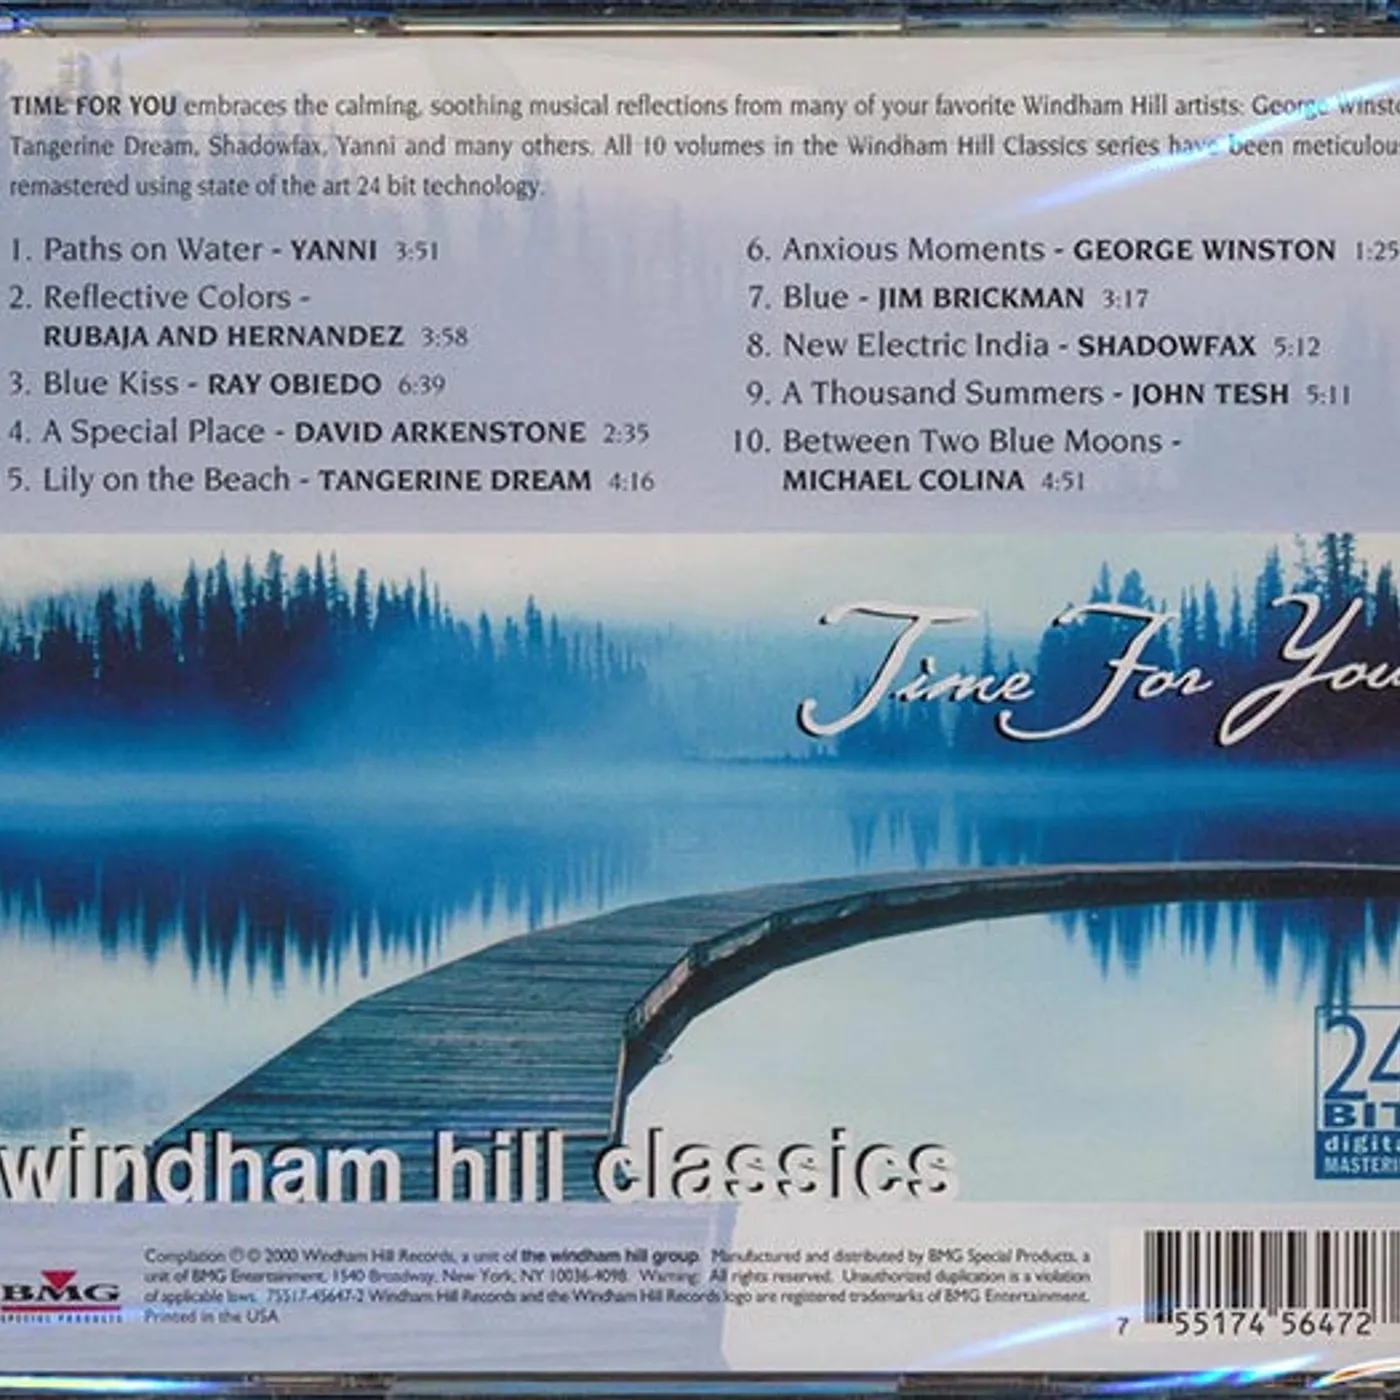 TIME FOR YOU embraces the calming, soothing musical reflections from many of your favorite Windham Hill artists: George Winst
Tangerine Dream, Shadowfax, Yanni and many others. All 10 volumes in the Windham Hill Classics series have been meticulou
remastered using state of the art 24 bit technology.
1. Paths on Water - YANNI 3:51
2. Reflective Colors -
RUBAJA AND HERNANDEZ 3:58
3. Blue Kiss - RAY OBIEDO 6:39
4. A Special Place - DAVID ARKENSTONE 2:35
5. Lily on the Beach - TANGERINE DREAM 4:16
6. Anxious Moments - GEORGE WINSTON 1:25
7. Blue - JIM BRICKMAN 3:17
8. New Electric India - SHADOWFAX 5:12
9. A Thousand Summers - JOHN TESH 5:11
10. Between Two Blue Moons -
MICHAEL COLINA 4:51
Time For You
24
BIT
digita
MASTERI
windham hill classics
BMG
SPECIAL PRODUCTS
Compilation ℗ © 2000 Windham Hill Records, a unit of the windham hill group. Manufactured and distributed by BMG Special Products, a
unit of BMG Entertainment, 1540 Broadway, New York, NY 10036-4098. Warning: All rights reserved. Unauthorized duplication is a violation
of applicable laws. 75517-45647-2 Windham Hill Records and the Windham Hill Records logo are registered trademarks of BMG Entertainment.
Printed in the USA
7 55174 56472